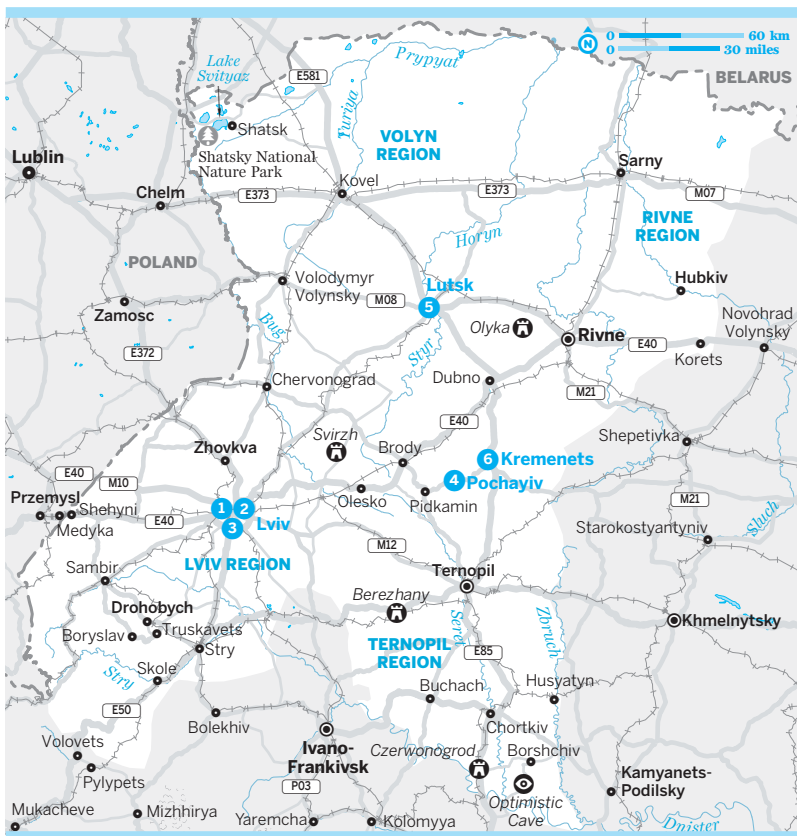 0 60 km
N
0 30 miles
Prypyat
Lake
Svityaz
E581
BELARUS
Turiya
Shatsk
VOLYN
REGION
Shatsky National
Nature Park
Lublin
Sarny
Kovel
Chelm
E373
E373
M07
RIVNE
REGION
Horyn
POLAND
Hubkiv
Volodymyr
Volynsky
Lutsk
M08
5
Zamosc
Bug
Olyka
Rivne
Novohrad
Volynsky
E40
Korets
E372
Styr
Chervonograd
Dubno
M21
E40
Svirzh
Shepetivka
Zhovkva
Brody
6 Kremenets
E40
M10
4 Pochayiv
Olesko
Pidkamin
Przemysl
Shehyni
1 2
M21
Medyka
E40
3
Lviv
Sluch
Starokostyantyniv
M12
LVIV REGION
Sambir
Ternopil
Berezhany
Drohobych
Seret
Zbruch
Khmelnytsky
Boryslav
Truskavets
TERNOPIL
REGION
Stry
E85
Skole
Stry
Buchach
Husyatyn
E50
Bolekhiv
Chortkiv
Ivano-
Frankivsk
Czerwonogrod
Borshchiv
Volovets
Pylypets
Kamyanets-
Podilsky
P03
Optimistic
Cave
Mukacheve
Mizhhirya
Yaremcha
Kolomyya
Dnister